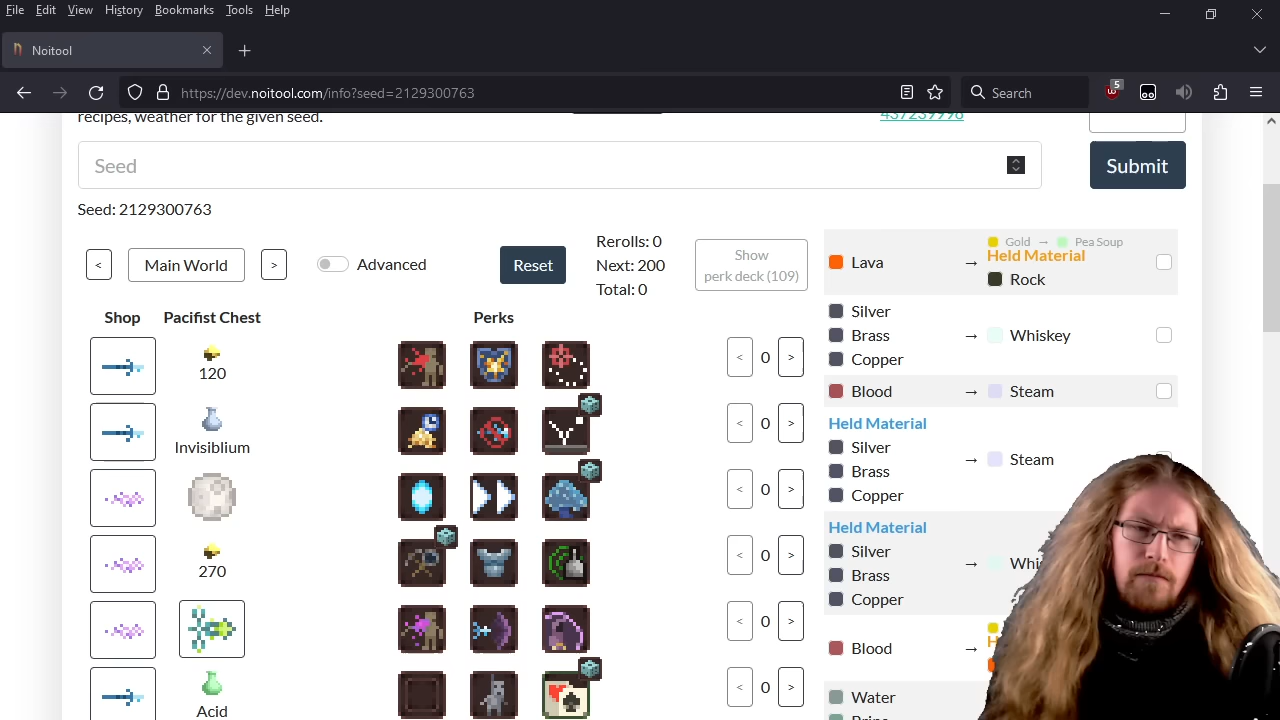 File Edit View History Bookmarks Tools Help
Noitool
https://dev.noitool.com/info?seed=2129300763
Search
5
recipes, weather for the given seed.
437239996
Seed
Submit
Seed: 2129300763
< Main World >
Advanced
Reset
Rerolls: 0
Next: 200
Total: 0
Show
perk deck (109)
Shop Pacifist Chest Perks
120
< 0 >
Invisiblium
< 0 >
< 0 >
270
< 0 >
< 0 >
Acid
< 0 >
Gold → Pea Soup
Lava → Held Material
Rock
Silver
Brass → Whiskey
Copper
Blood → Steam
Held Material
Silver
Brass → Steam
Copper
Held Material
Silver
Brass →
Copper
Blood →
Water